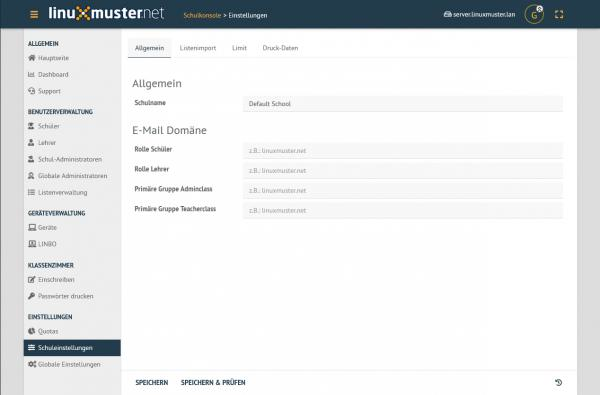 linuxmuster.net
Schulkonsole > Einstellungen
server.linuxmuster.lan
G
ALLGEMEIN
Hauptseite
Dashboard
Support
BENUTZERVERWALTUNG
Schüler
Lehrer
Schul-Administratoren
Globale Administratoren
Listenverwaltung
GERÄTEVERWALTUNG
Geräte
LINBO
KLASSENZIMMER
Einschreiben
Passwörter drucken
EINSTELLUNGEN
Quotas
Schuleinstellungen
Globale Einstellungen
Allgemein Listenimport Limit Druck-Daten
Allgemein
Schulname Default School
E-Mail Domäne
Rolle Schüler z.B.: linuxmuster.net
Rolle Lehrer z.B.: linuxmuster.net
Primäre Gruppe Adminclass z.B.: linuxmuster.net
Primäre Gruppe Teacherclass z.B.: linuxmuster.net
SPEICHERN SPEICHERN & PRÜFEN